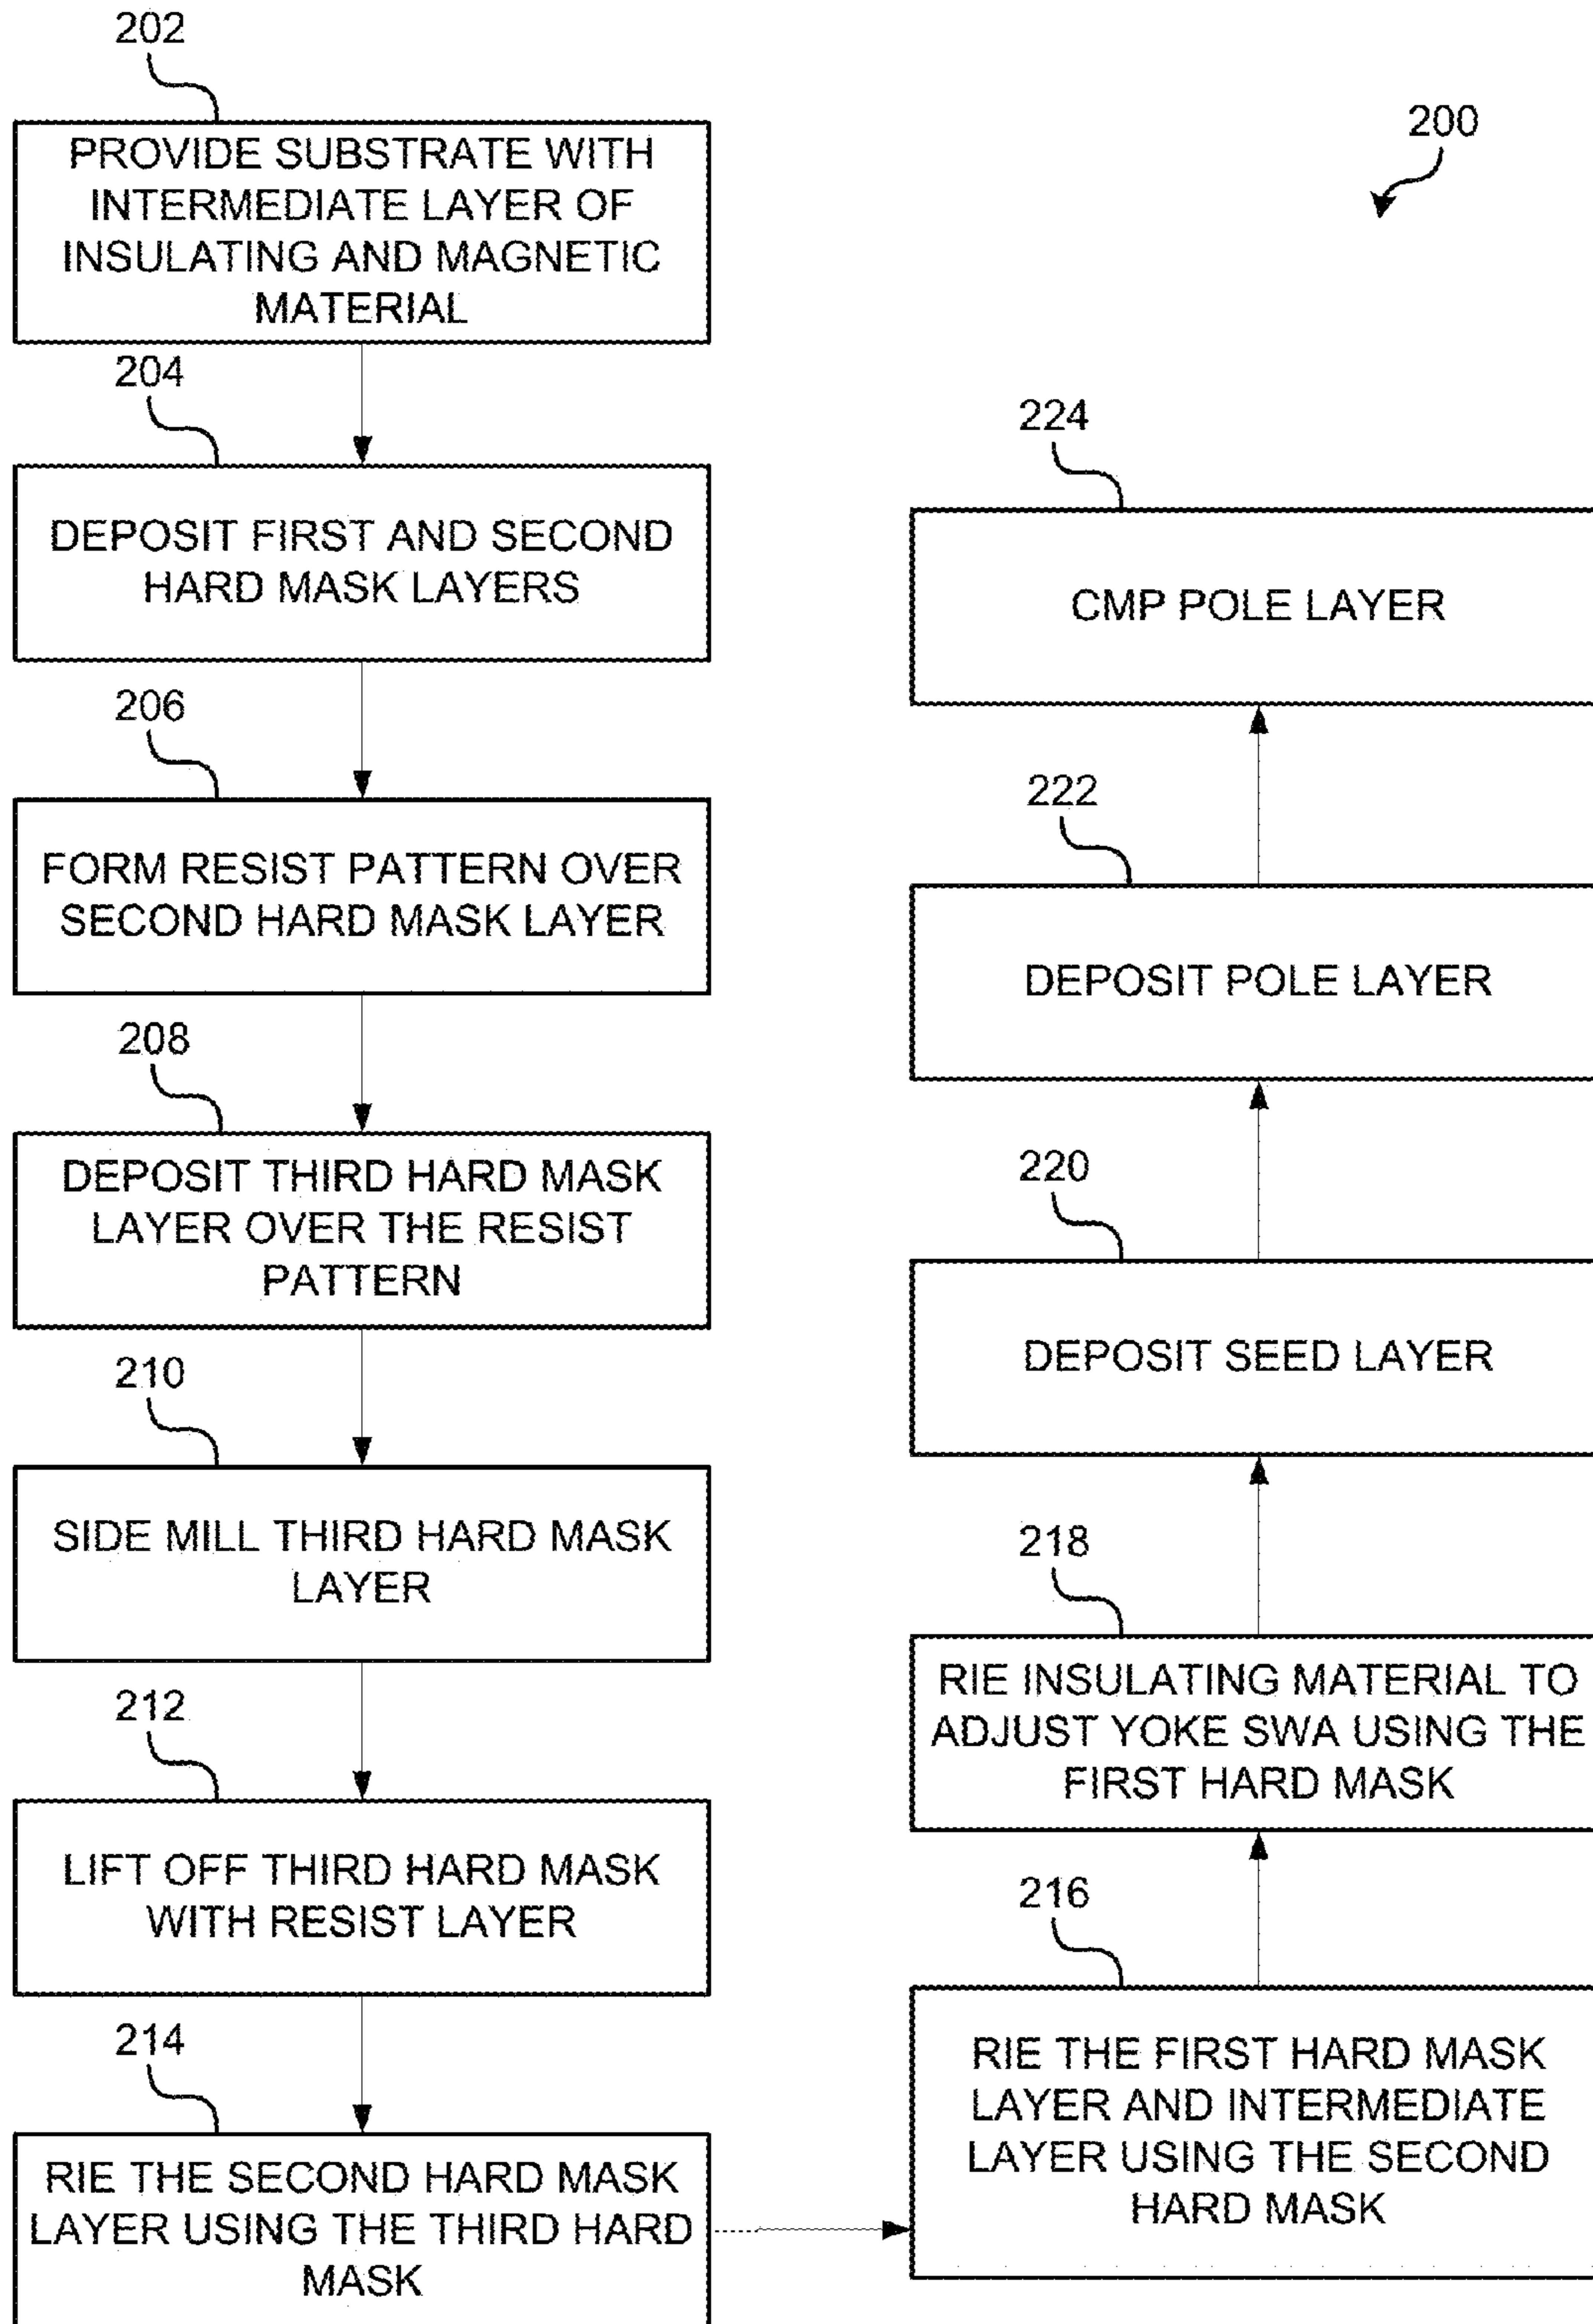 202
PROVIDE SUBSTRATE WITH
INTERMEDIATE LAYER OF
INSULATING AND MAGNETIC
MATERIAL
204
DEPOSIT FIRST AND SECOND
HARD MASK LAYERS
206
FORM RESIST PATTERN OVER
SECOND HARD MASK LAYER
208
DEPOSIT THIRD HARD MASK
LAYER OVER THE RESIST
PATTERN
210
SIDE MILL THIRD HARD MASK
LAYER
212
LIFT OFF THIRD HARD MASK
WITH RESIST LAYER
214
RIE THE SECOND HARD MASK
LAYER USING THE THIRD HARD
MASK
200
224
CMP POLE LAYER
222
DEPOSIT POLE LAYER
220
DEPOSIT SEED LAYER
218
RIE INSULATING MATERIAL TO
ADJUST YOKE SWA USING THE
FIRST HARD MASK
216
RIE THE FIRST HARD MASK
LAYER AND INTERMEDIATE
LAYER USING THE SECOND
HARD MASK